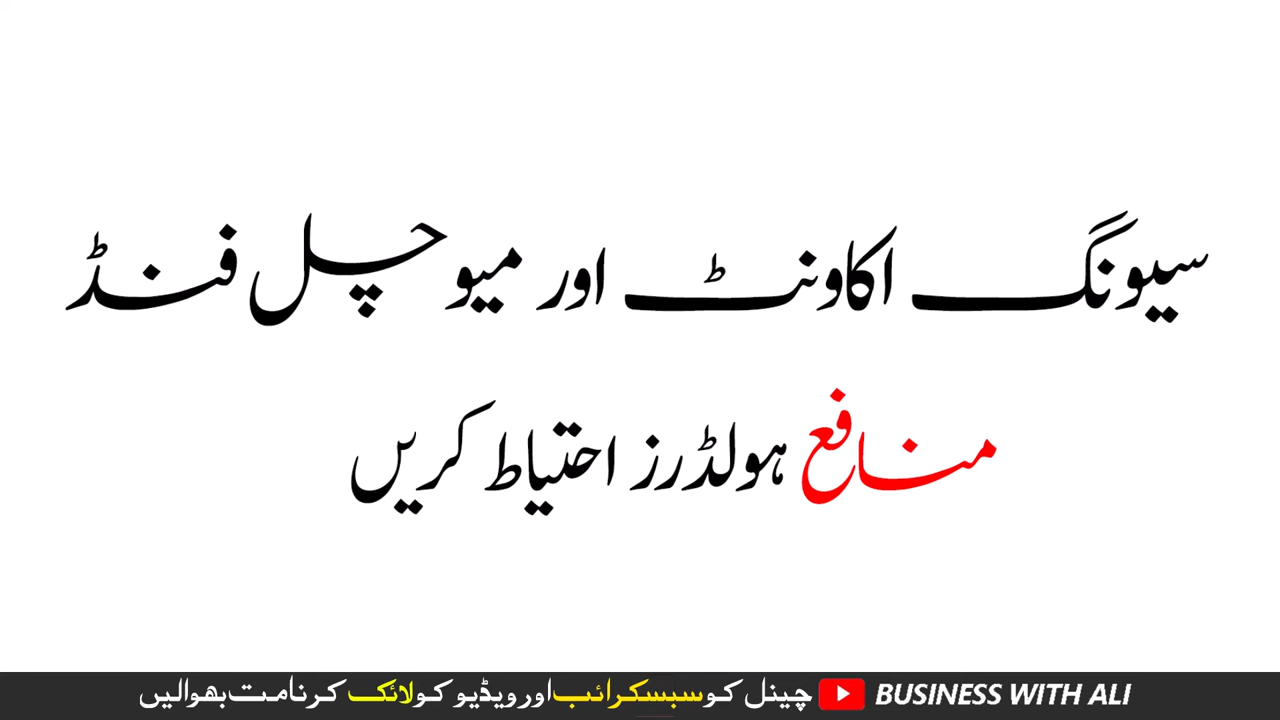 سیونگ اکاونٹ اور میوچل فنڈ
منافع ہولڈرز احتیاط کریں
BUSINESS WITH ALI چینل کو سبسکرائب اور ویڈیو کو لائک کرنا مت بھوالیں